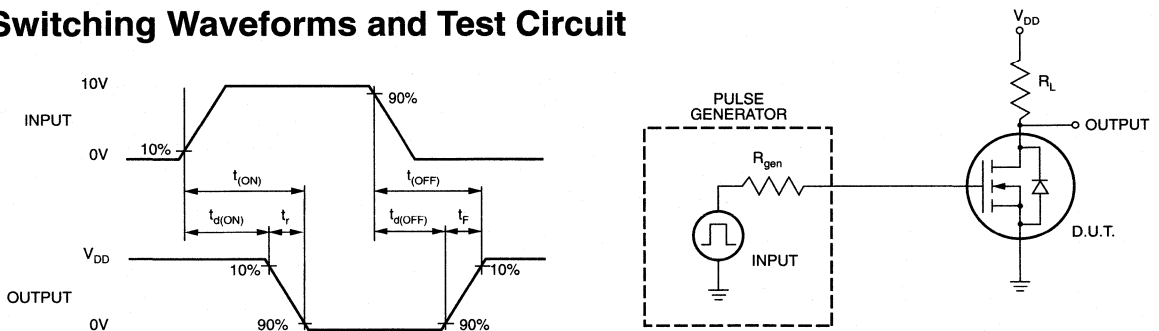 Switching Waveforms and Test Circuit
10V
INPUT
0V
10%
90%
t(ON)
t(OFF)
td(ON)
tr
td(OFF)
tF
VDD
10%
10%
OUTPUT
0V
90%
90%
VDD
RL
OUTPUT
PULSE
GENERATOR
Rgen
INPUT
D.U.T.